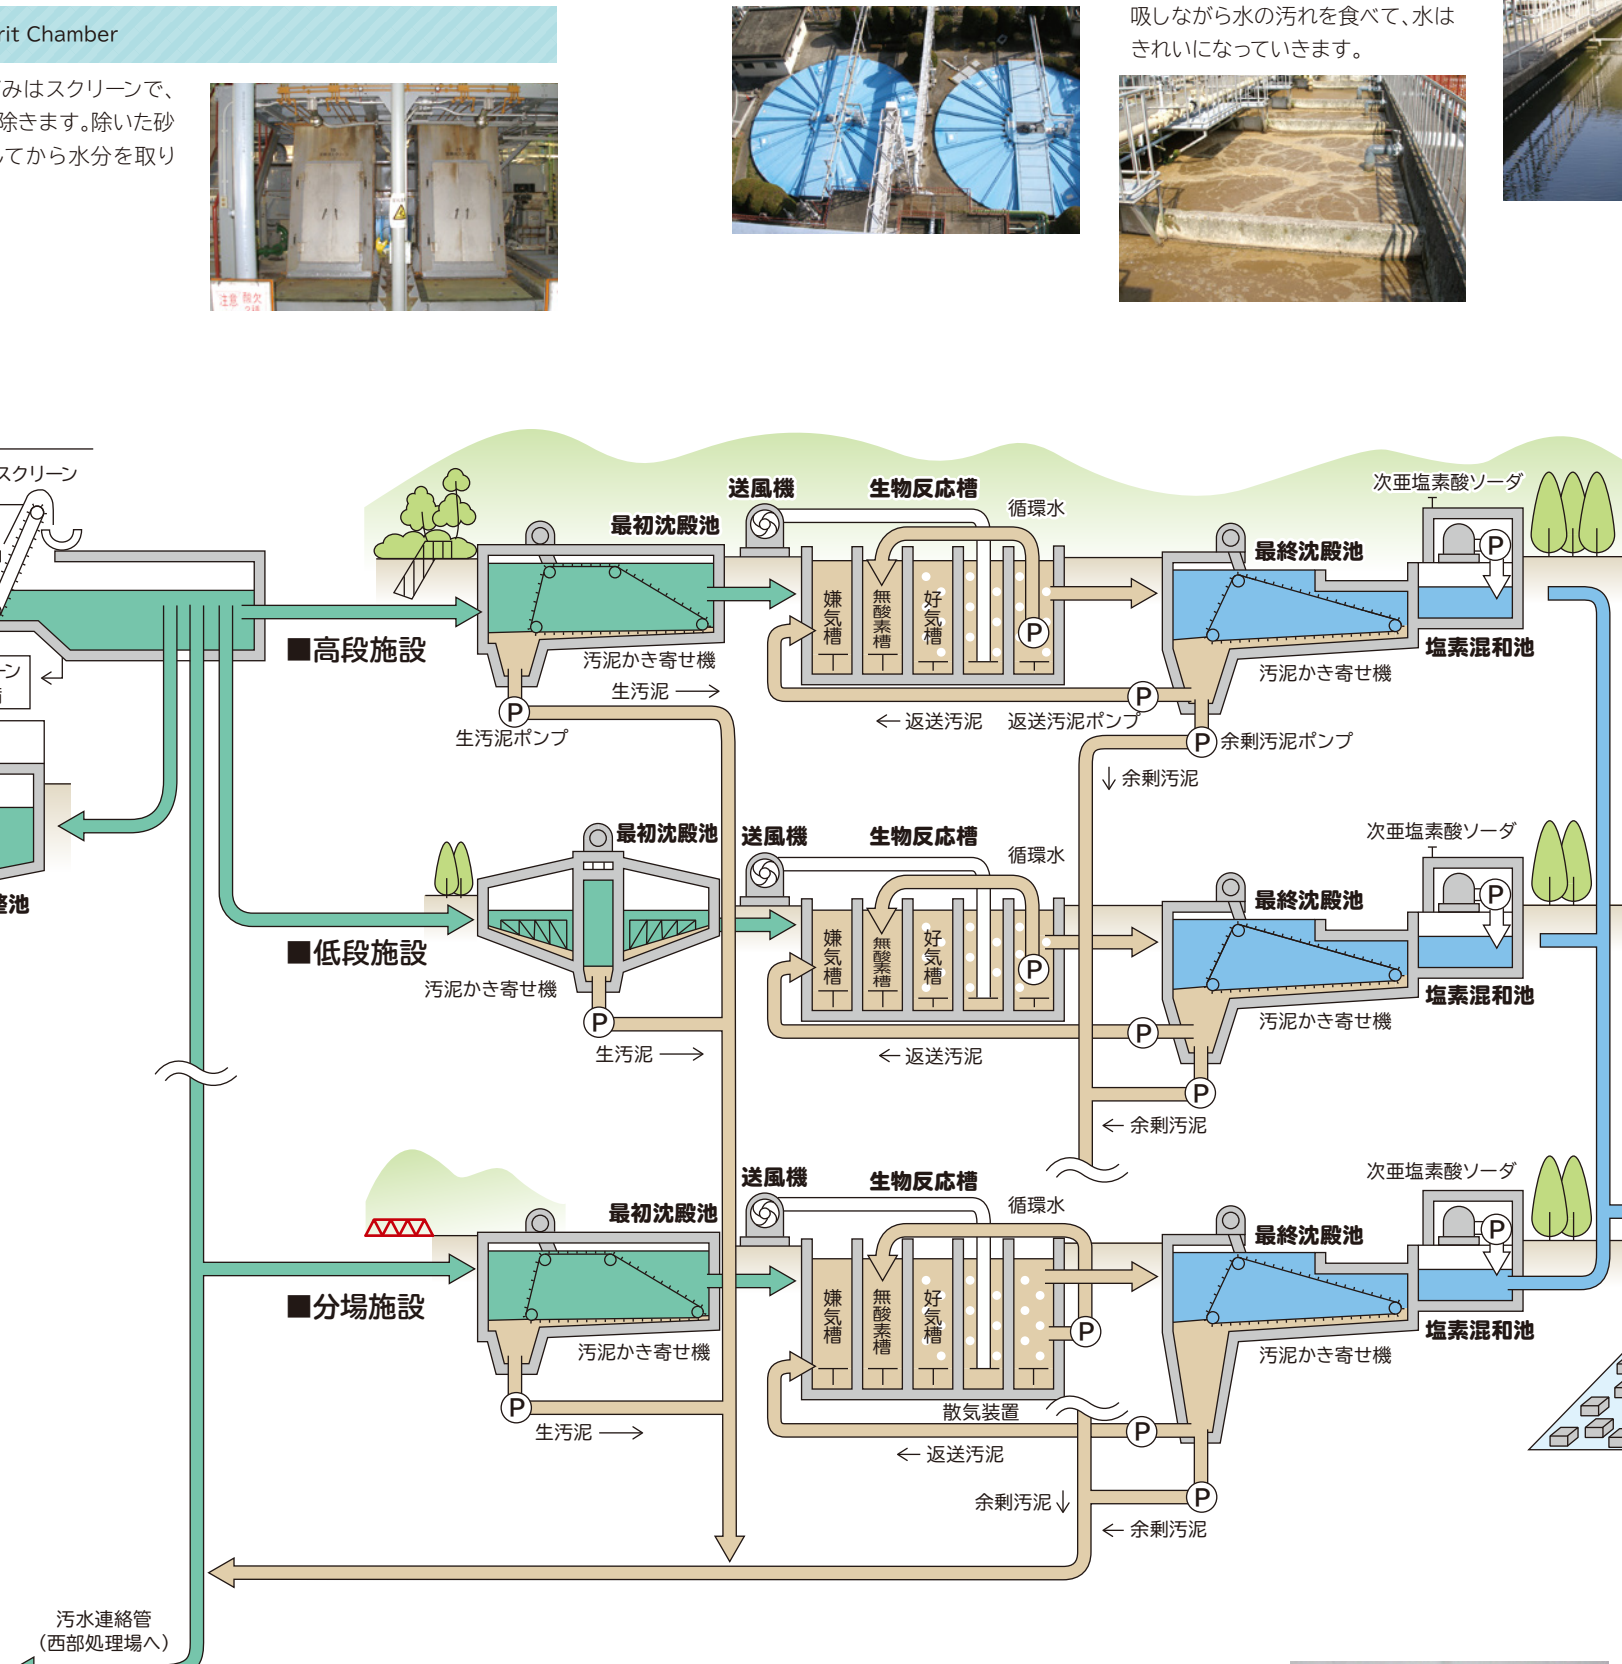 rit Chamber
みはスクリーンで、
除きます。除いた砂
してから水分を取り
注意 酸欠
吸しながら水の汚れを食べて、水は
きれいになっていきます。
スクリーン
ーン
池
■高段施設
最初沈殿池
汚泥かき寄せ機
生汚泥 →
P
生汚泥ポンプ
送風機
生物反応槽
循環水
嫌気槽
無酸素槽
好気槽
P
← 返送汚泥
返送汚泥ポンプ
P
最終沈殿池
汚泥かき寄せ機
P
余剰汚泥ポンプ
↓ 余剰汚泥
次亜塩素酸ソーダ
P
塩素混和池
■低段施設
最初沈殿池
汚泥かき寄せ機
P
生汚泥 →
送風機
生物反応槽
循環水
嫌気槽
無酸素槽
好気槽
P
← 返送汚泥
P
最終沈殿池
汚泥かき寄せ機
P
← 余剰汚泥
次亜塩素酸ソーダ
P
塩素混和池
■分場施設
最初沈殿池
汚泥かき寄せ機
P
生汚泥 →
送風機
生物反応槽
循環水
嫌気槽
無酸素槽
好気槽
P
散気装置
← 返送汚泥
P
最終沈殿池
汚泥かき寄せ機
P
余剰汚泥 ↓
← 余剰汚泥
次亜塩素酸ソーダ
P
塩素混和池
汚水連絡管
（西部処理場へ）